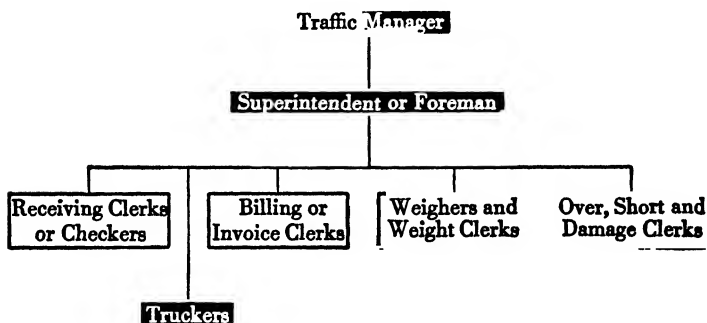 Traffic Manager
Superintendent or Foreman
Receiving Clerks
or Checkers
Billing or
Invoice Clerks
Weighers and
Weight Clerks
Over, Short and
Damage Clerks
Truckers